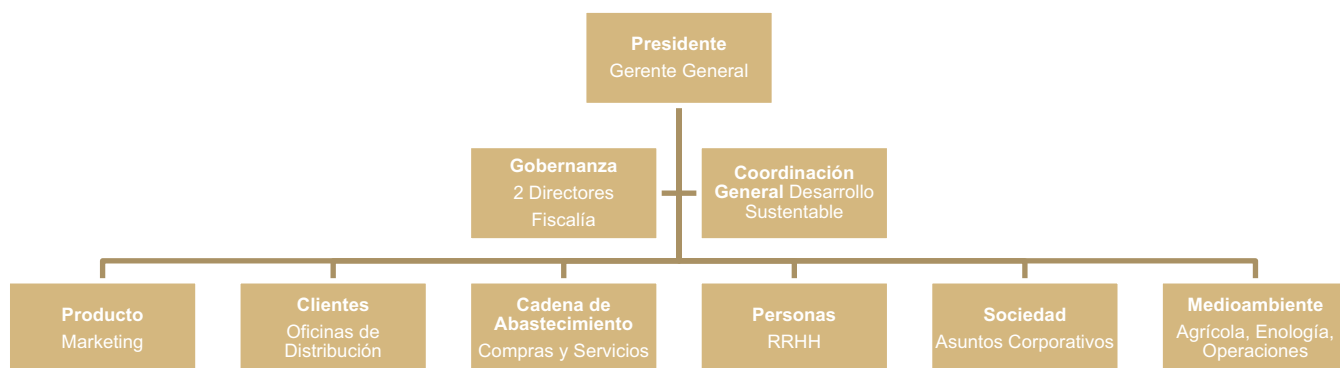 Presidente
Gerente General
Gobernanza
2 Directores
Fiscalía
Coordinación
General Desarrollo
Sustentable
Producto
Marketing
Clientes
Oficinas de
Distribución
Cadena de
Abastecimiento
Compras y Servicios
Personas
RRHH
Sociedad
Asuntos Corporativos
Medioambiente
Agrícola, Enología,
Operaciones